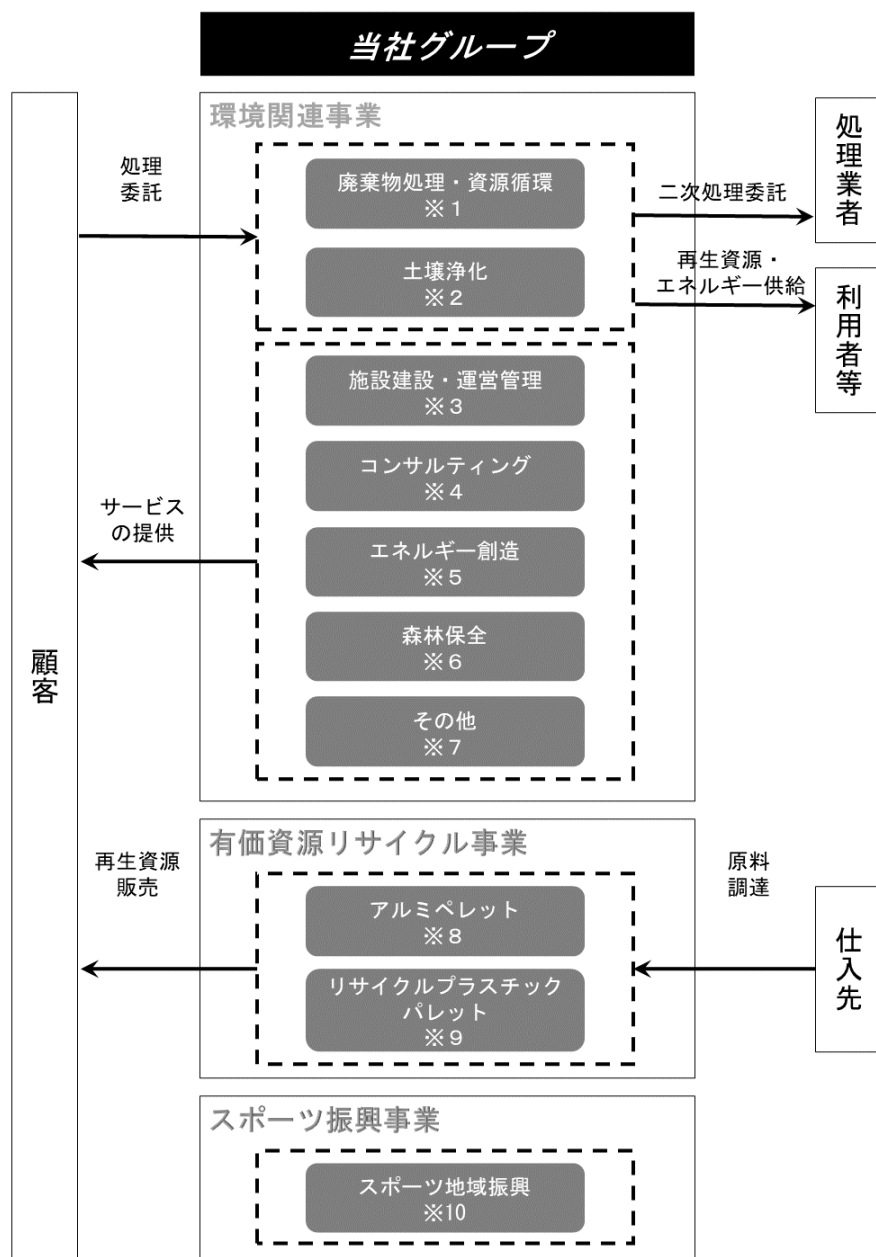 当社グループ
環境関連事業
処理
委託
廃棄物処理・資源循環
※1
土壌浄化
※2
二次処理委託
再生資源・
エネルギー供給
処理業者
利用者等
施設建設・運営管理
※3
コンサルティング
※4
サービス
の提供
エネルギー創造
※5
森林保全
※6
その他
※7
顧客
有価資源リサイクル事業
再生資源
販売
アルミペレット
※8
リサイクルプラスチック
パレット
※9
原料
調達
仕入先
スポーツ振興事業
スポーツ地域振興
※10